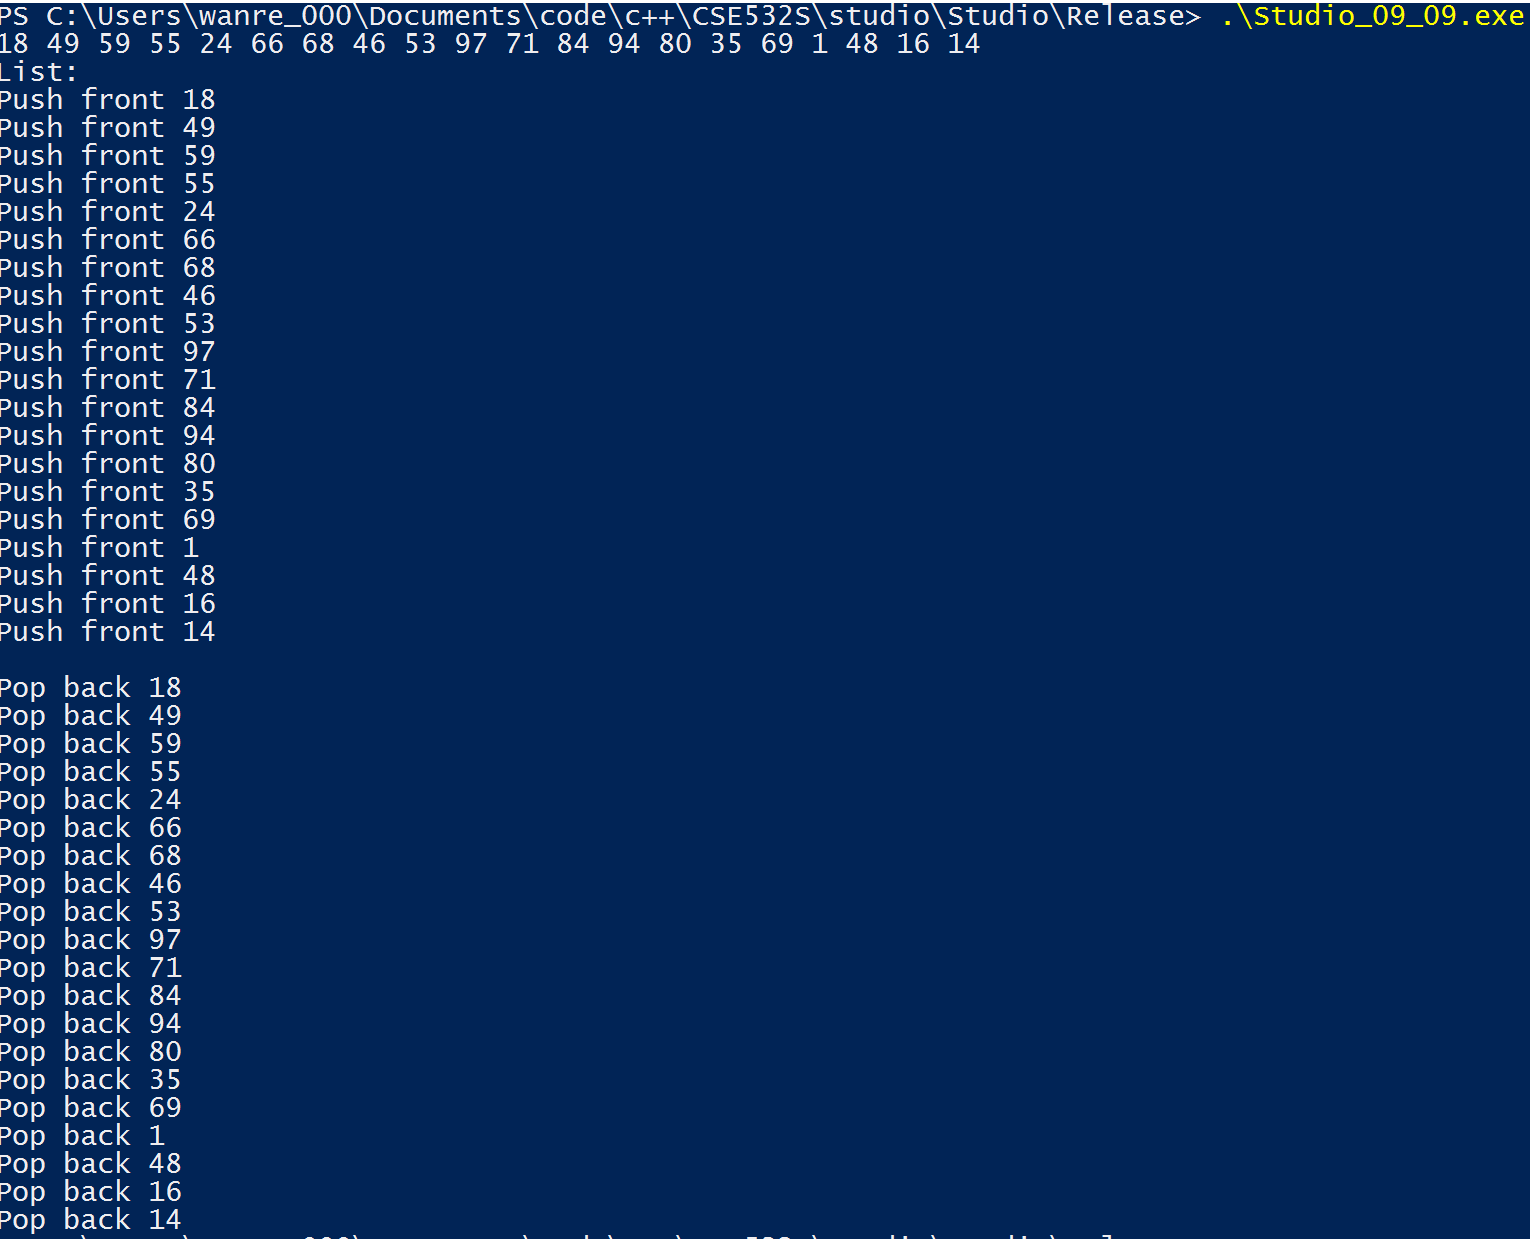 PS C:\Users\wanre_000\Documents\code\c++\CSE532S\studio\Studio\Release> .\Studio_09_09.exe
18 49 59 55 24 66 68 46 53 97 71 84 94 80 35 69 1 48 16 14
List:
Push front 18
Push front 49
Push front 59
Push front 55
Push front 24
Push front 66
Push front 68
Push front 46
Push front 53
Push front 97
Push front 71
Push front 84
Push front 94
Push front 80
Push front 35
Push front 69
Push front 1
Push front 48
Push front 16
Push front 14
Pop back 18
Pop back 49
Pop back 59
Pop back 55
Pop back 24
Pop back 66
Pop back 68
Pop back 46
Pop back 53
Pop back 97
Pop back 71
Pop back 84
Pop back 94
Pop back 80
Pop back 35
Pop back 69
Pop back 1
Pop back 48
Pop back 16
Pop back 14